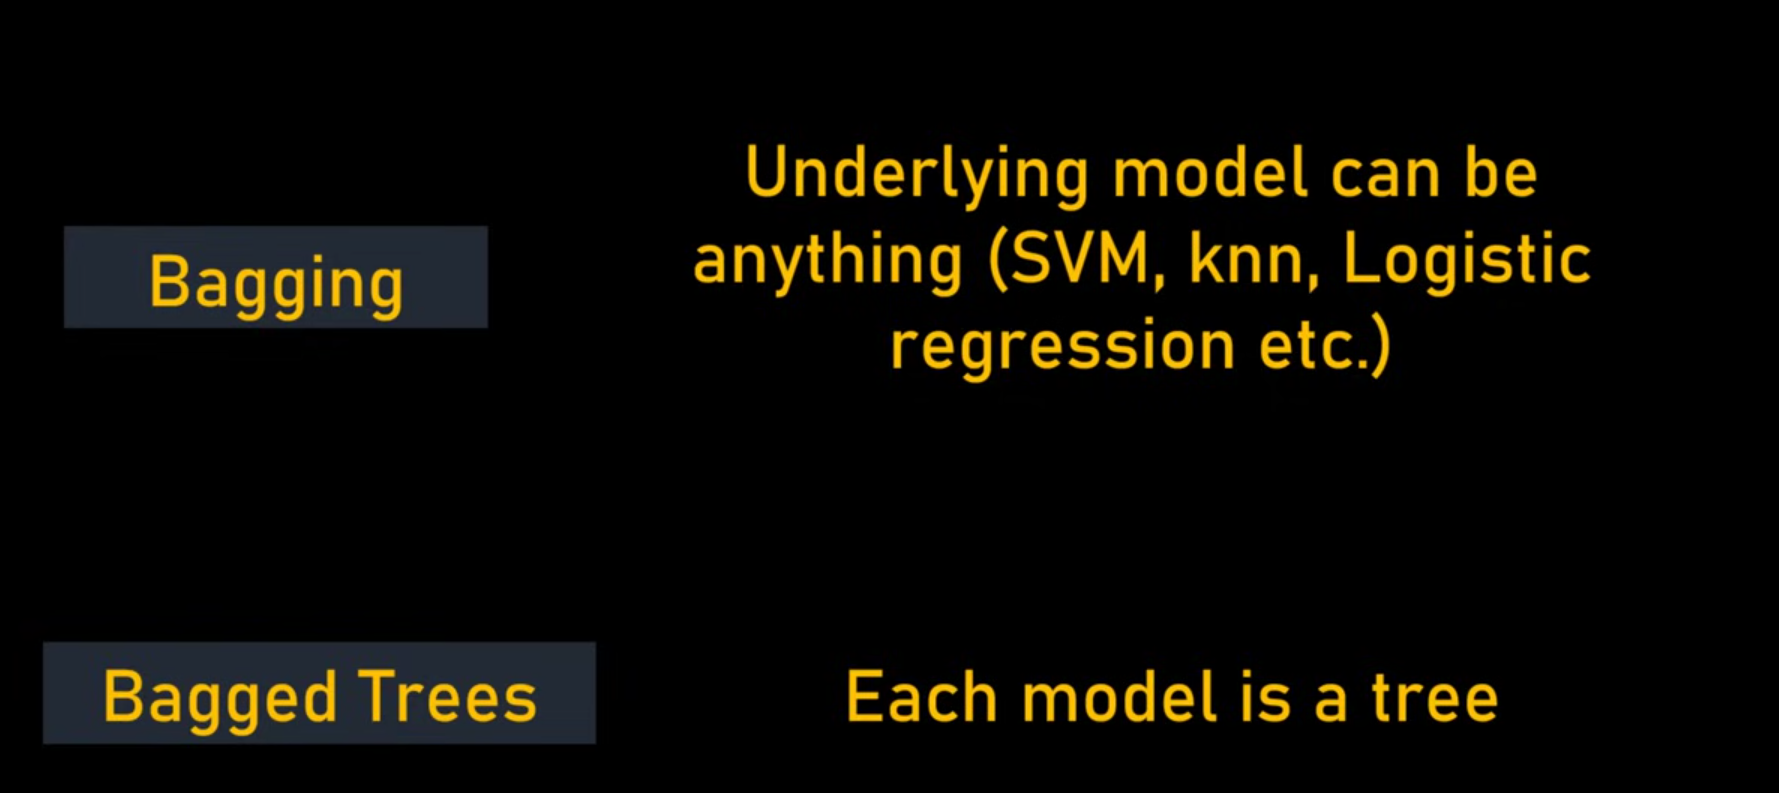 Bagging
Underlying model can be
anything (SVM, knn, Logistic
regression etc.)
Bagged Trees
Each model is a tree